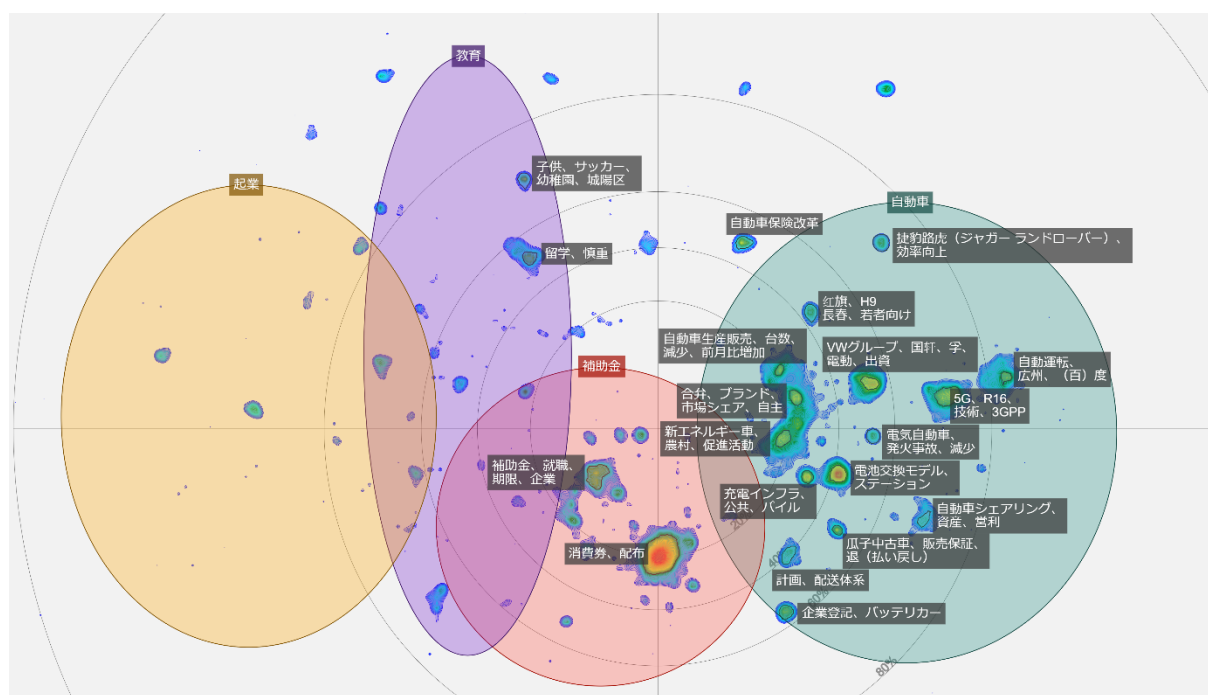 教育
子供、サッカー、
幼稚園、城陽区
起業
自動車
自動車保険改革
捷豹路虎（ジャガー ランドローバー）、
効率向上
留学、慎重
红旗、H9
長春、若者向け
自動車生産販売、台数、
減少、前月比増加
VWグループ、国軒、孚、
電動、出資
補助金
自動運転、
広州、（百）度
合弁、ブランド、
市場シェア、自主
5G、R16、
技術、3GPP
新エネルギー車、
農村、促進活動
電気自動車、
発火事故、減少
補助金、就職、
期限、企業
電池交換モデル、
ステーション
充電インフラ、
公共、パイル
自動車シェアリング、
資産、営利
20%
消費券、配布
瓜子中古車、販売保証、
退（払い戻し）
40%
計画、配送体系
60%
企業登記、バッテリカー
80%